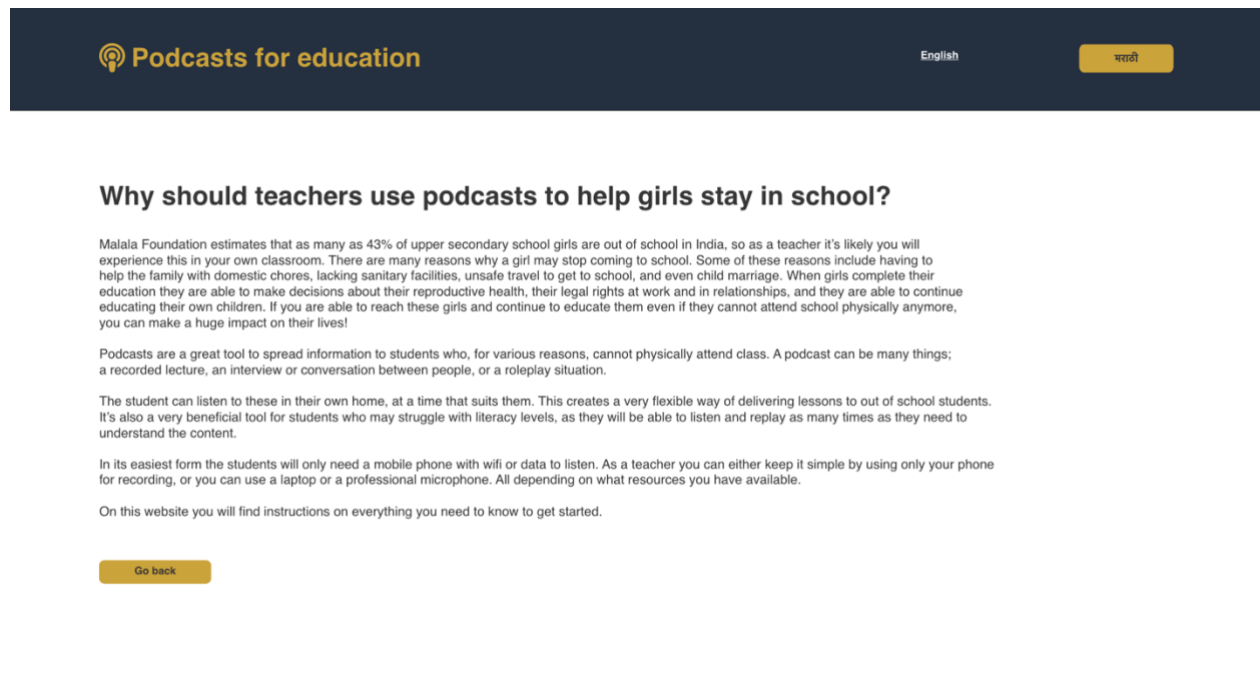 Podcasts for education
English
मराठी
Why should teachers use podcasts to help girls stay in school?
Malala Foundation estimates that as many as 43% of upper secondary school girls are out of school in India, so as a teacher it's likely you will
experience this in your own classroom. There are many reasons why a girl may stop coming to school. Some of these reasons include having to
help the family with domestic chores, lacking sanitary facilities, unsafe travel to get to school, and even child marriage. When girls complete their
education they are able to make decisions about their reproductive health, their legal rights at work and in relationships, and they are able to continue
educating their own children. If you are able to reach these girls and continue to educate them even if they cannot attend school physically anymore,
you can make a huge impact on their lives!
Podcasts are a great tool to spread information to students who, for various reasons, cannot physically attend class. A podcast can be many things;
a recorded lecture, an interview or conversation between people, or a roleplay situation.
The student can listen to these in their own home, at a time that suits them. This creates a very flexible way of delivering lessons to out of school students.
It's also a very beneficial tool for students who may struggle with literacy levels, as they will be able to listen and replay as many times as they need to
understand the content.
In its easiest form the students will only need a mobile phone with wifi or data to listen. As a teacher you can either keep it simple by using only your phone
for recording, or you can use a laptop or a professional microphone. All depending on what resources you have available.
On this website you will find instructions on everything you need to know to get started.
Go back